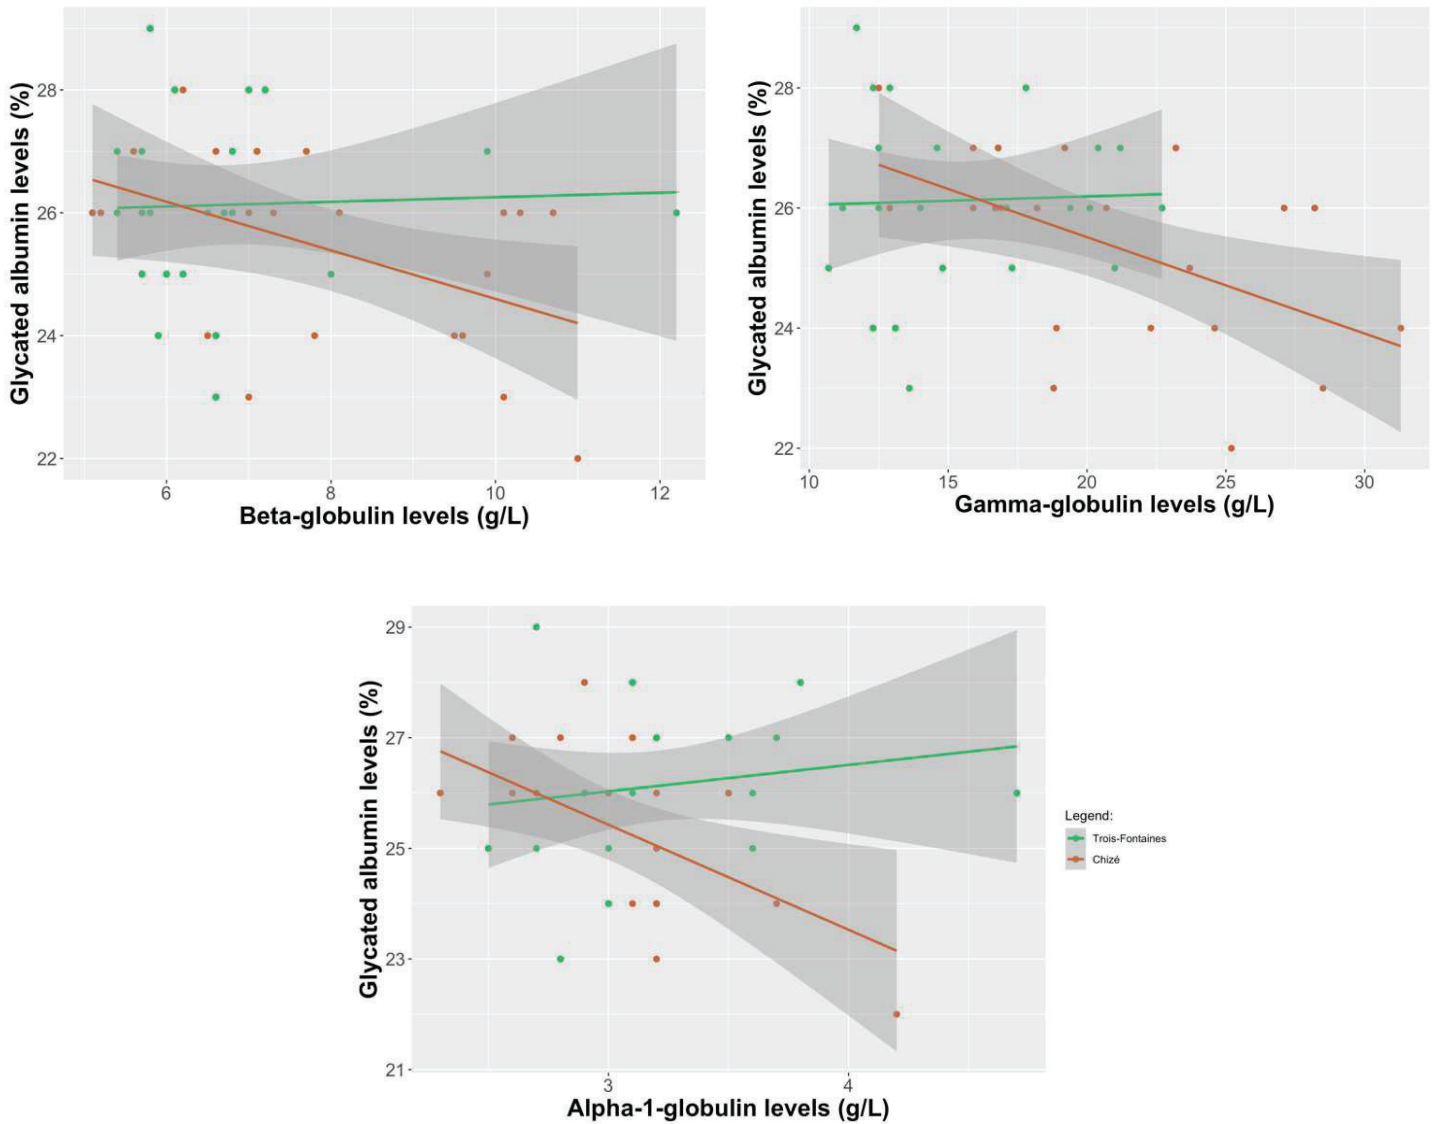 Glycated albumin levels (%)
28
26
24
22
6 8 10 12
Beta-globulin levels (g/L)
Glycated albumin levels (%)
28
26
24
22
10 15 20 25 30
Gamma-globulin levels (g/L)
Glycated albumin levels (%)
29
27
25
23
21
3 4
Alpha-1-globulin levels (g/L)
Legend:
Trois-Fontaines
Chizé